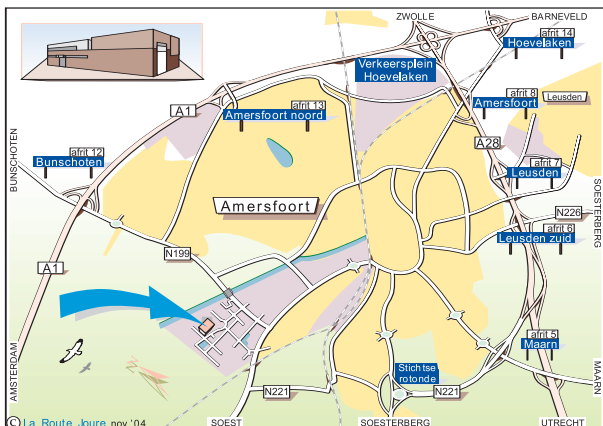 ZWOLLE
BARNEVELD
afrit 14
Hoevelaken
Verkeersplein
Hoevelaken
afrit 8
Amersfoort
Leusden
A1
afrit 13
Amersfoort noord
A28
afrit 12
Bunschoten
BUNSCHOTEN
afrit 7
Leusden
SOESTERBERG
Amersfoort
N226
afrit 6
Leusden zuid
N199
A1
afrit 5
Maarn
AMSTERDAM
MAARN
Stichtse
rotonde
N221
N221
© La Route Joure nov '04
SOEST
SOESTERBERG
UTRECHT